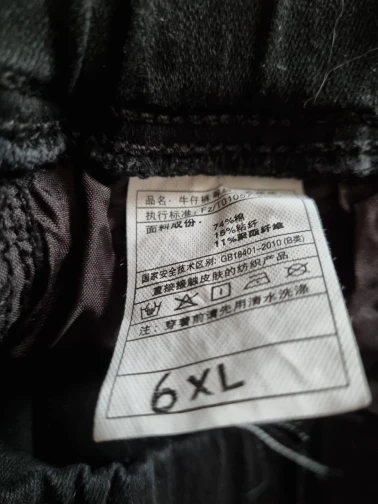 品名: 牛仔裤
执行标准: FZ/T
面料成份: 74%棉
15%粘纤
11%聚酯纤维
国家安全技术区别: GB18401-2010 (B类)
直接接触皮肤的纺织产品
注: 穿着前请先用清水洗涤
6XL